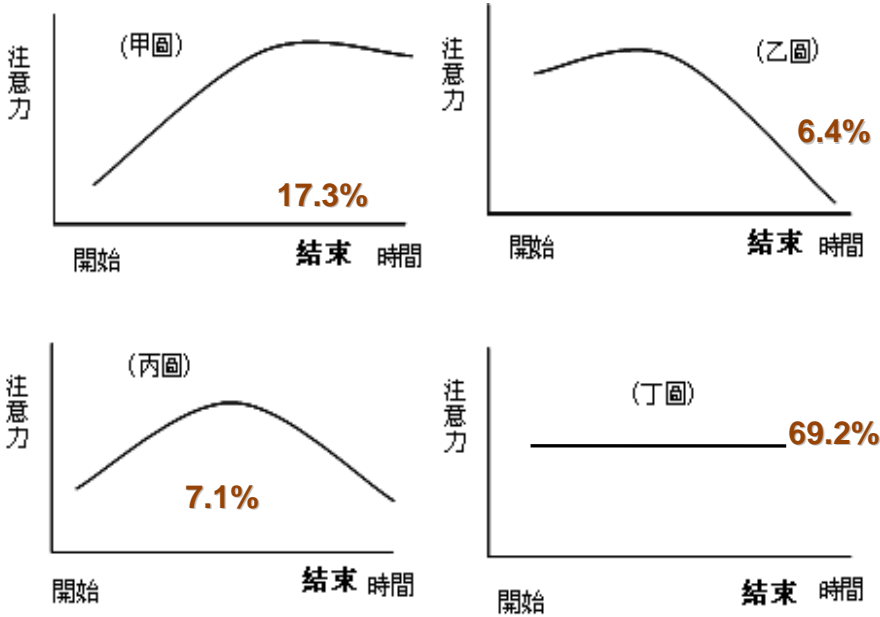 (甲圖)
注意力
17.3%
開始 結束 時間
(乙圖)
注意力
6.4%
開始 結束 時間
(丙圖)
注意力
7.1%
開始 結束 時間
(丁圖)
注意力
69.2%
開始 結束 時間